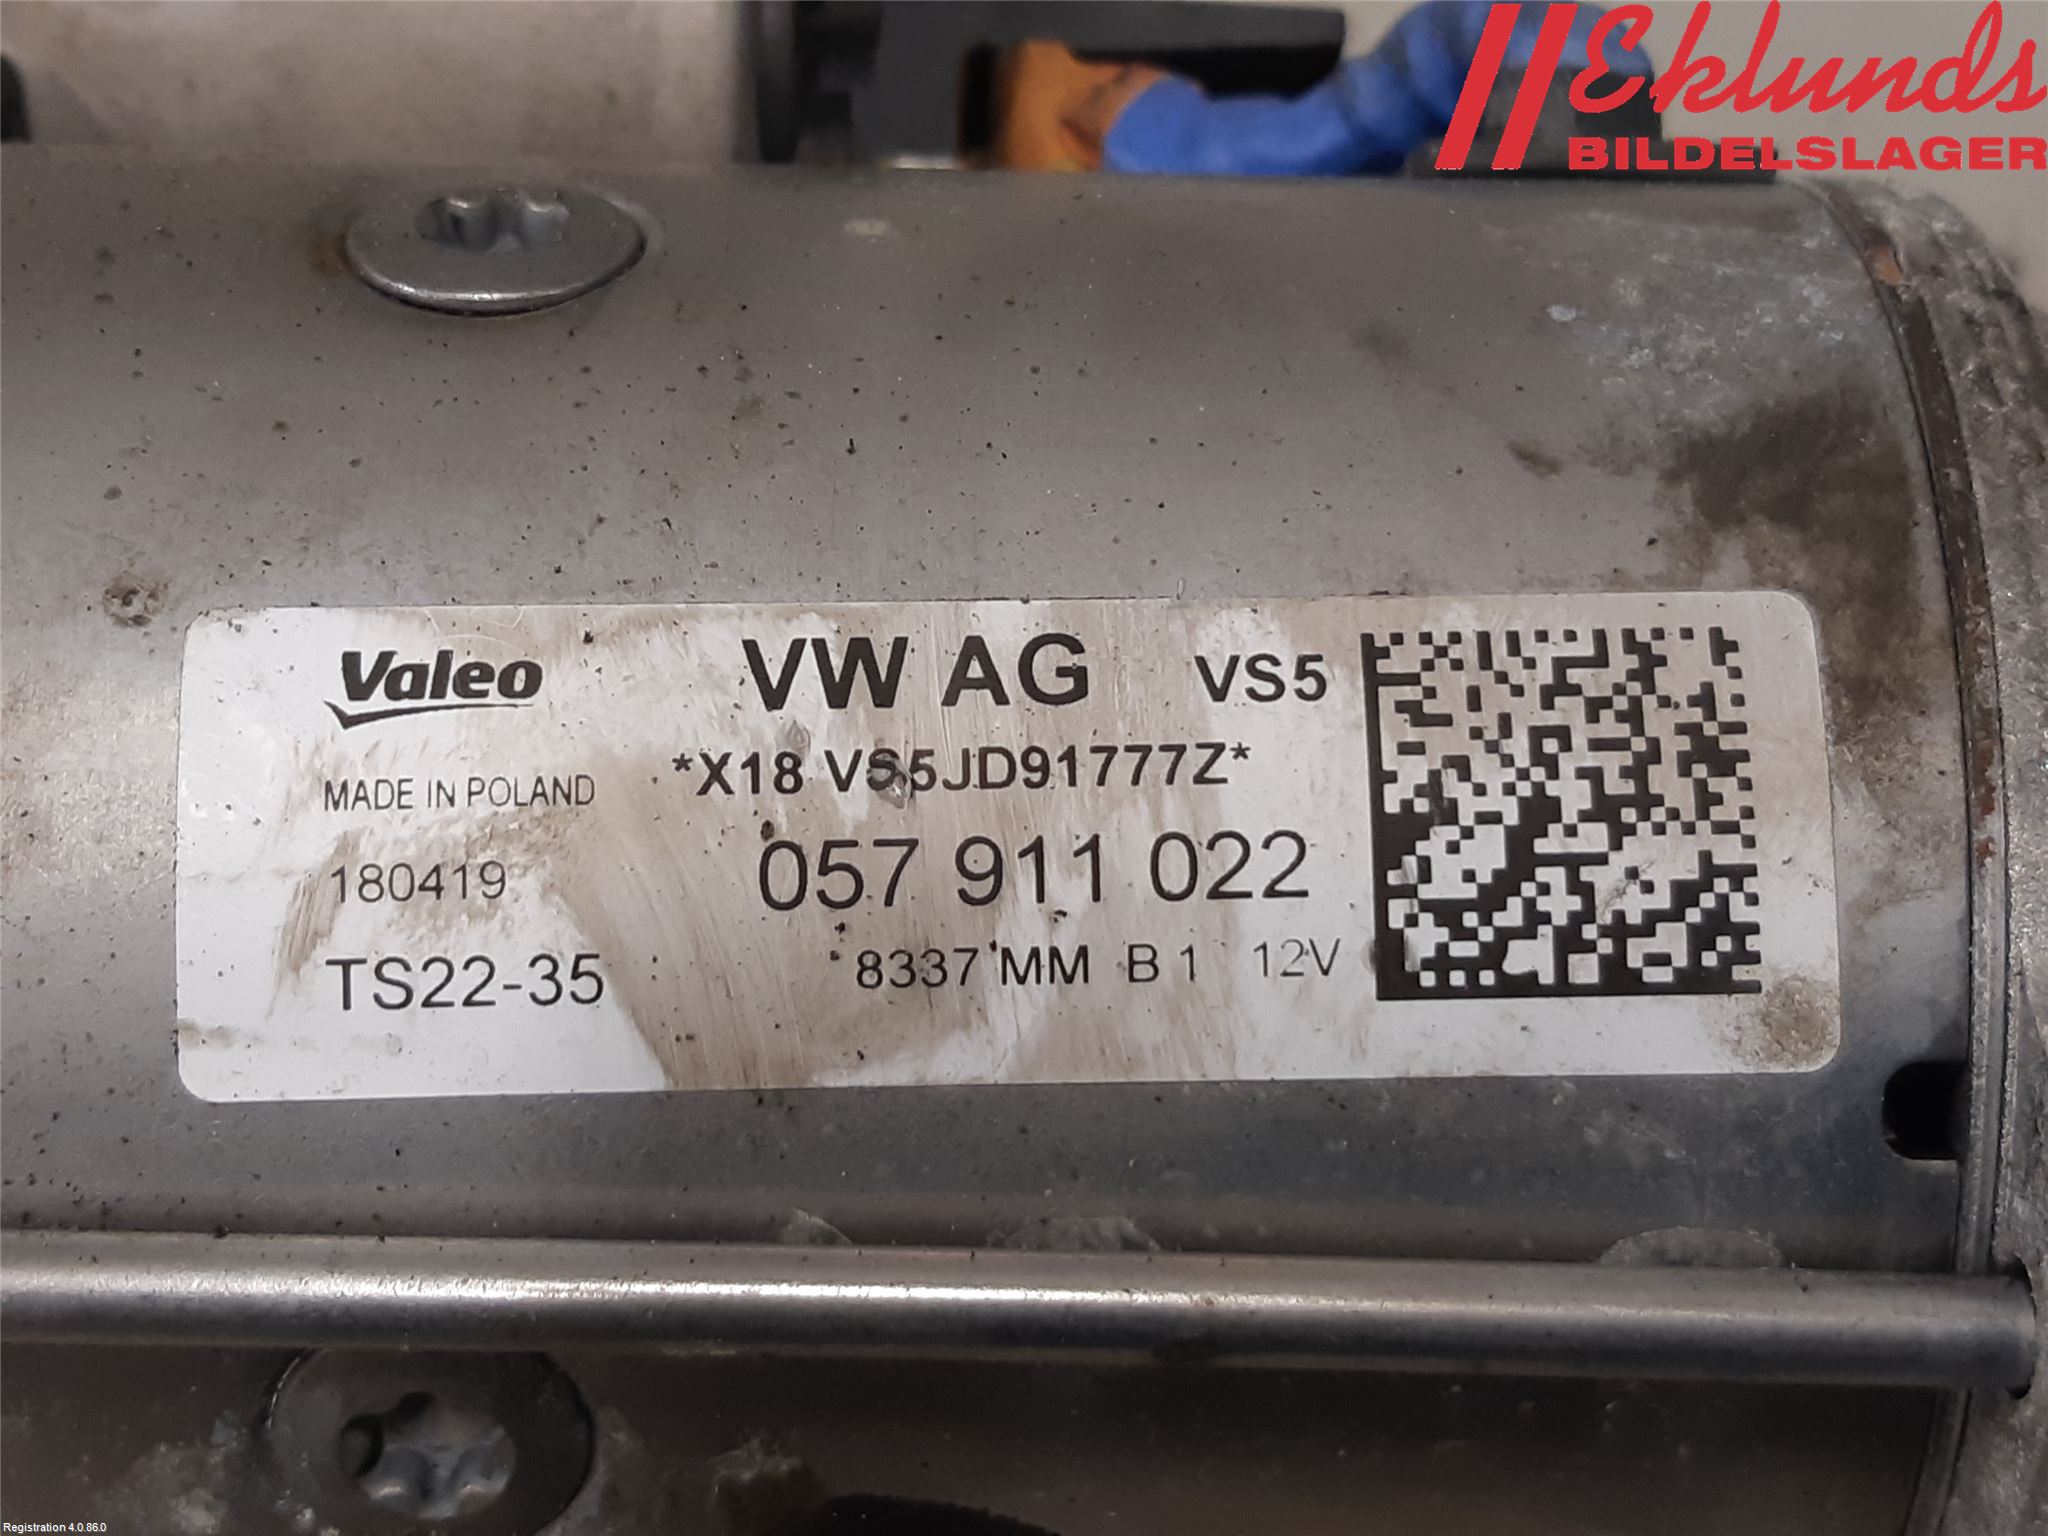 Eklunds
BILDELSLAGER
Valeo VW AG VS5
*X18 VS5JD91777Z*
MADE IN POLAND
180419 057 911 022
TS22-35 8337 MM B 1 12V
Registration 4.0.86.0